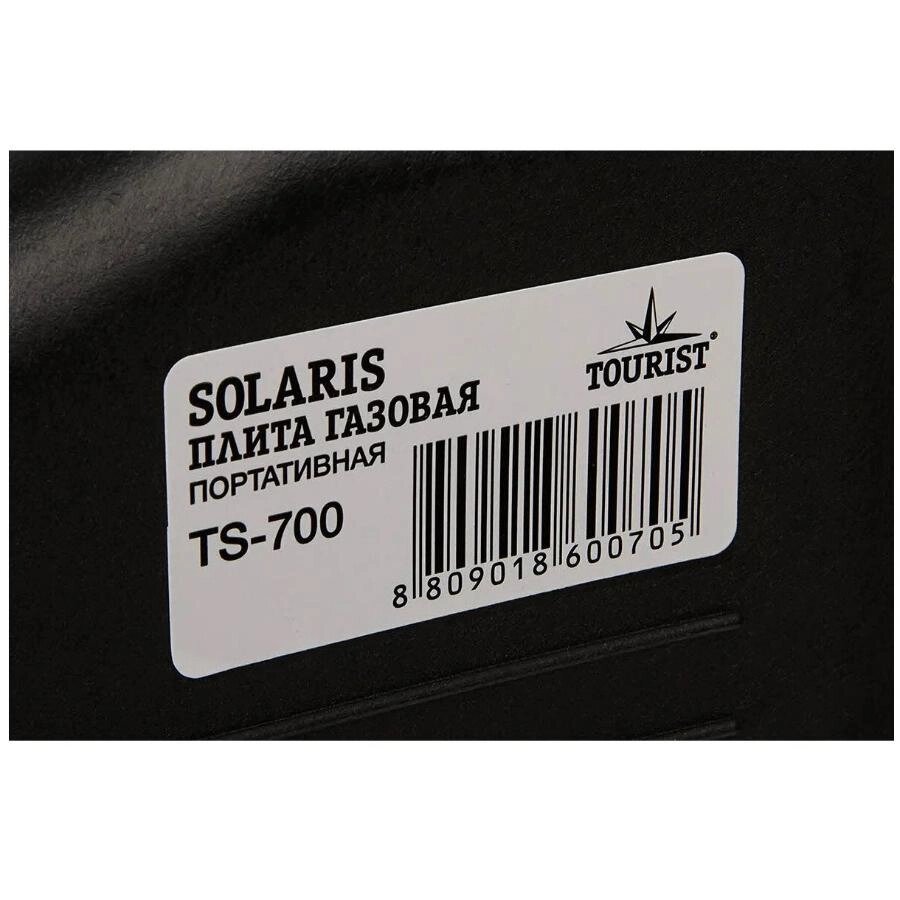 SOLARIS
ПЛИТА ГАЗОВАЯ
ПОРТАТИВНАЯ
TS-700
TOURIST®
8 809018 600705